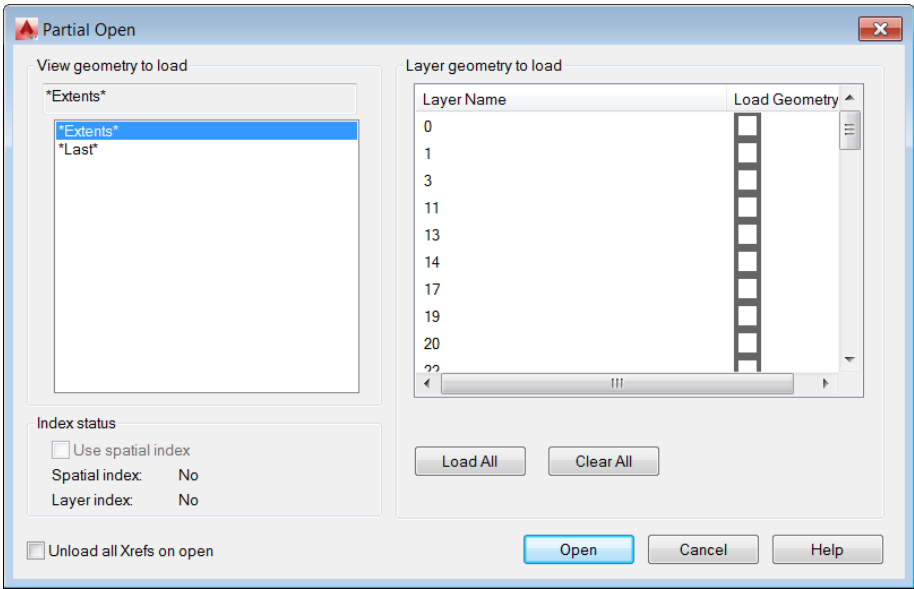 Partial Open
View geometry to load
*Extents*
*Extents*
*Last*
Index status
Use spatial index
Spatial index: No
Layer index: No
Unload all Xrefs on open
Layer geometry to load
Layer Name Load Geometry
0
1
3
11
13
14
17
19
20
22
Load All Clear All
Open Cancel Help